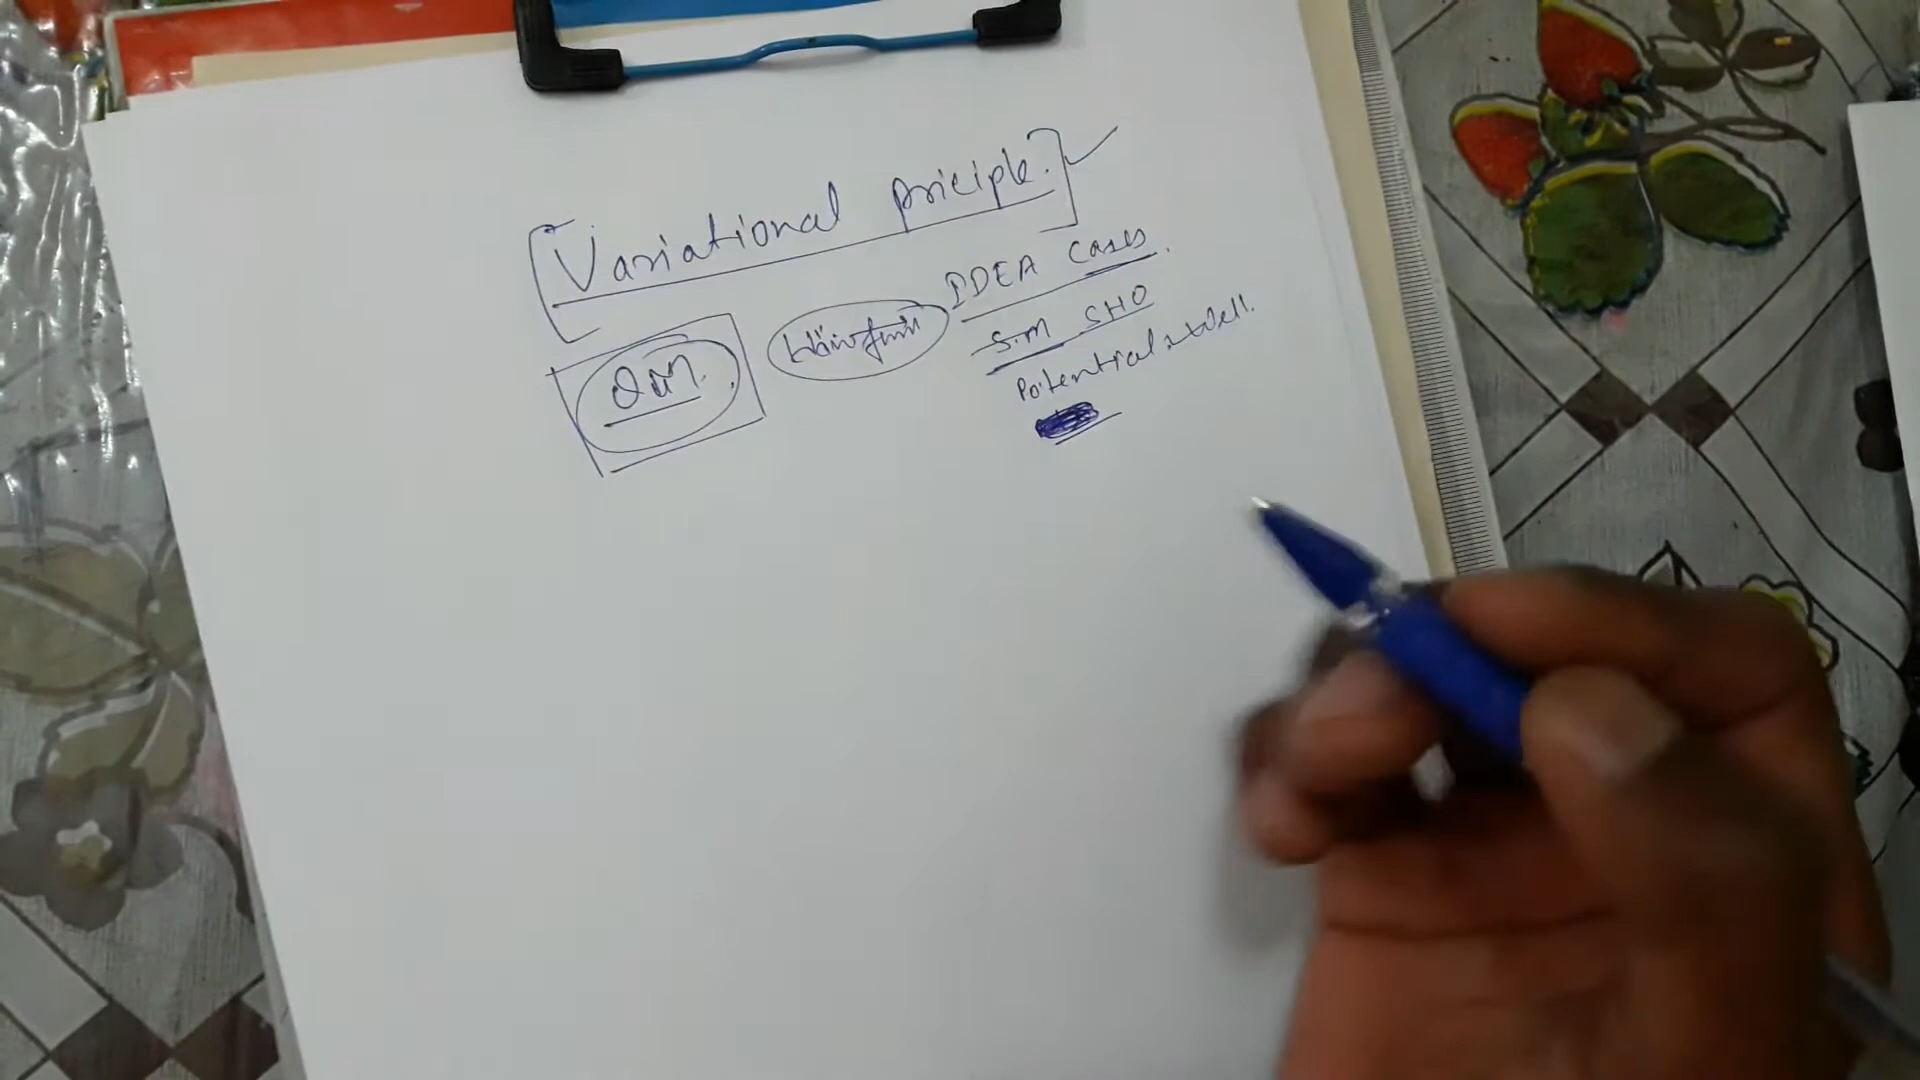 Variational priciple.
QM.
IDEA Cases.
S.M SHO
Potential well.